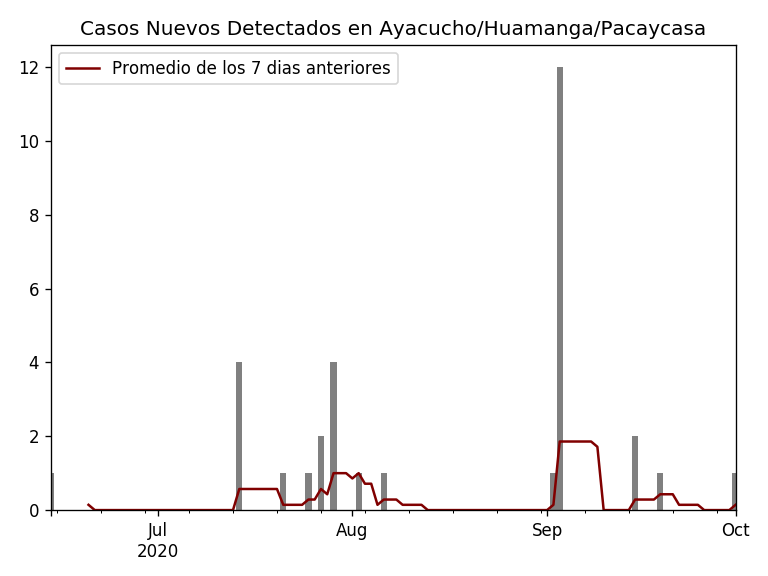 Casos Nuevos Detectados en Ayacucho/Huamanga/Pacaycasa
Promedio de los 7 dias anteriores
12
10
8
6
4
2
0
Jul
2020
Aug
Sep
Oct